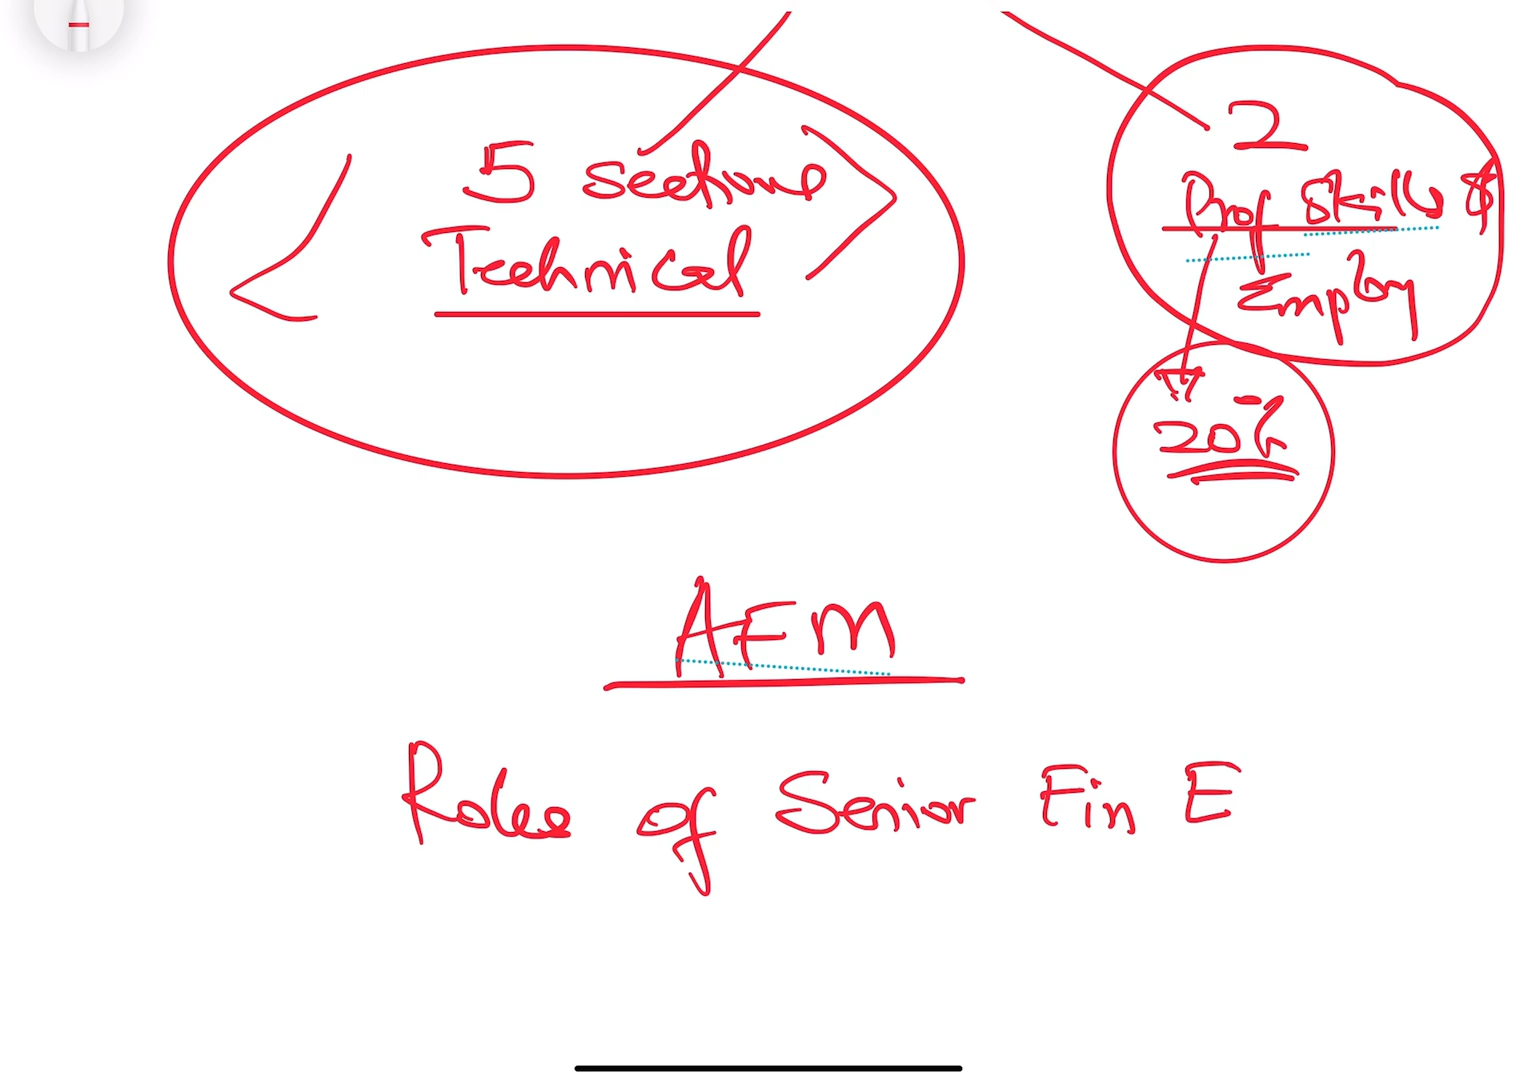 5 sections
Technical
2
Prof Skills &
Employ
20%
AFM
Roles of Senior Fin E